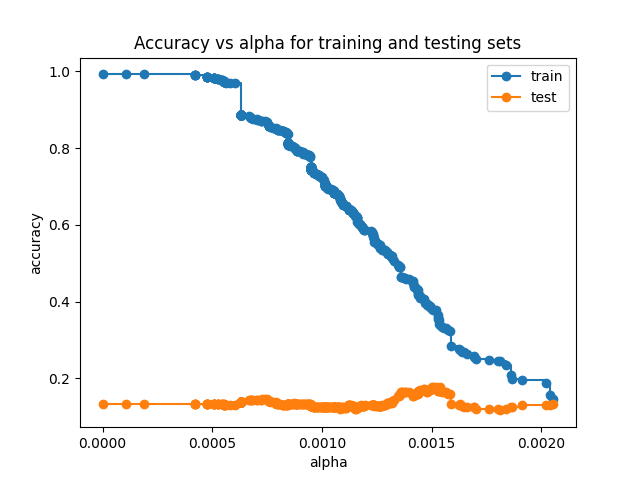 Accuracy vs alpha for training and testing sets
train
test
accuracy
1.0
0.8
0.6
0.4
0.2
0.0000
0.0005
0.0010
0.0015
0.0020
alpha